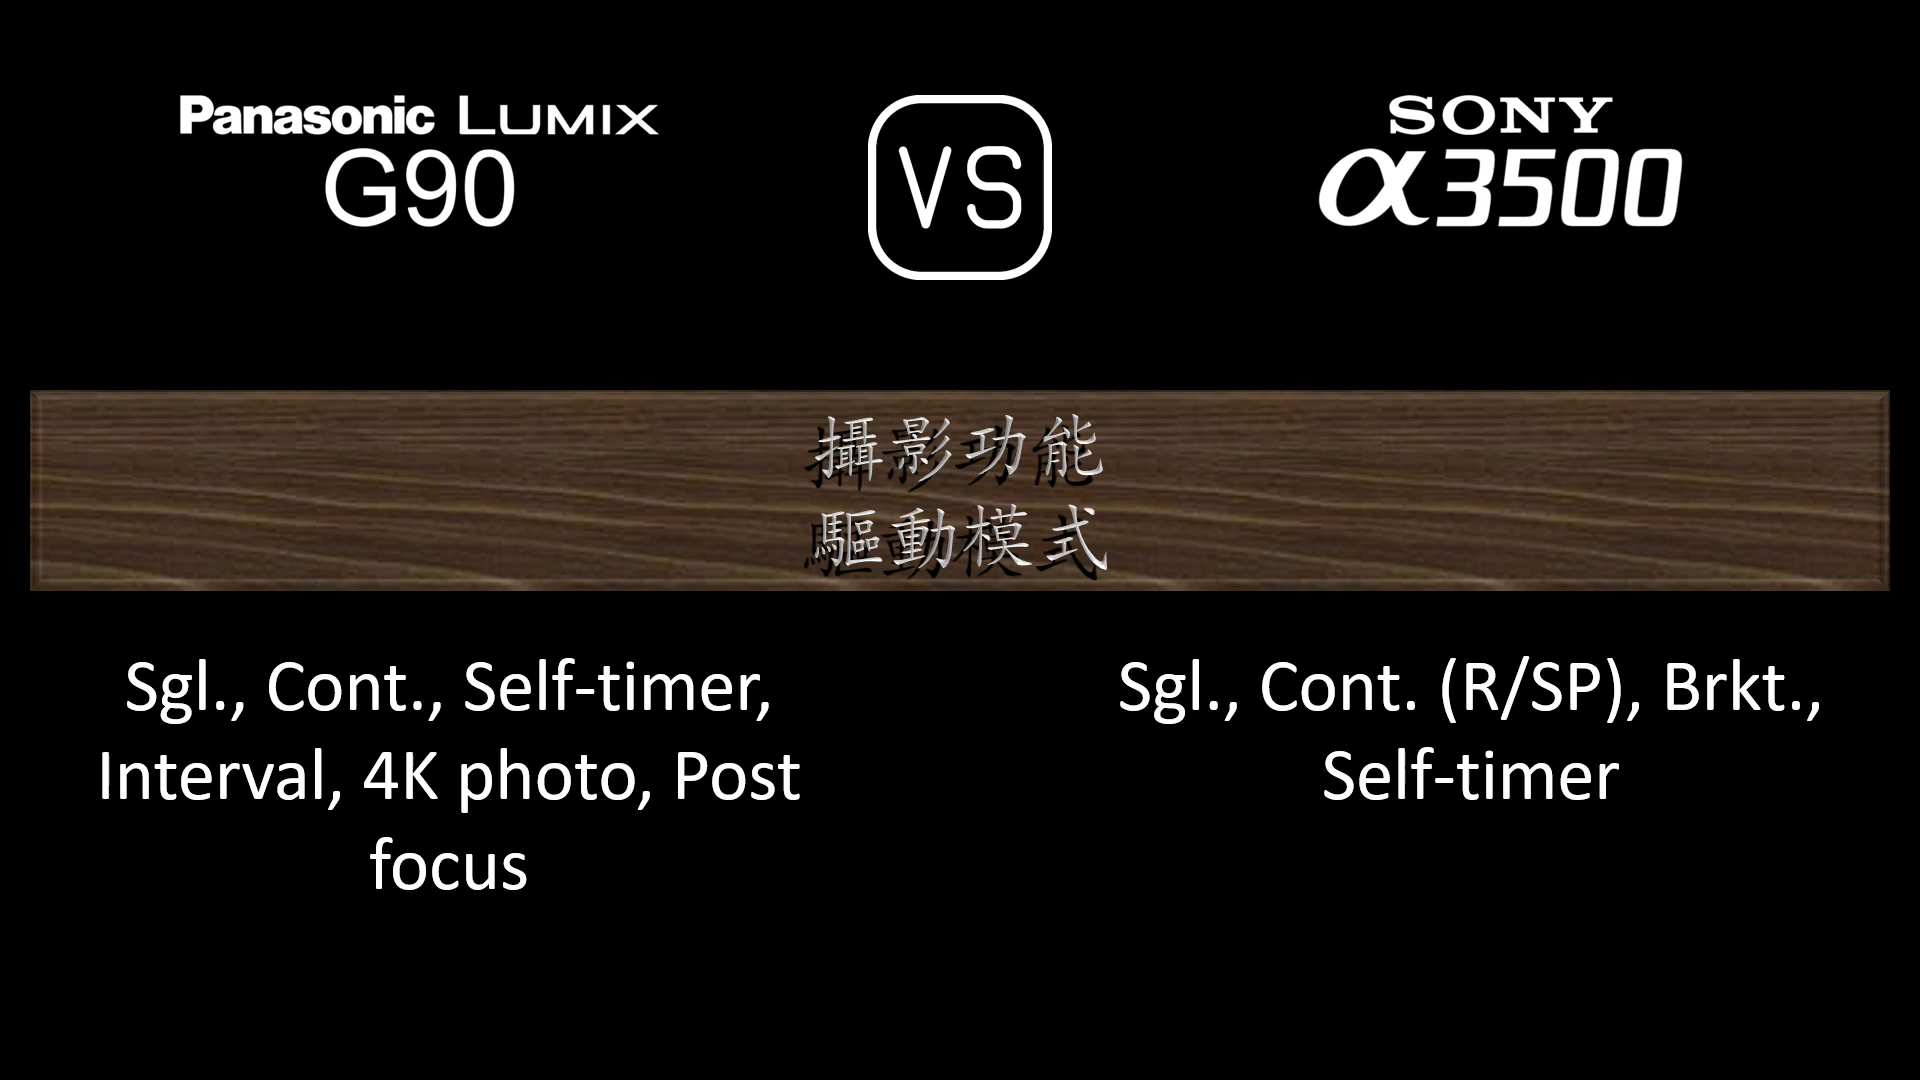 Panasonic LUMIX
G90
VS
SONY
α3500
攝影功能
驅動模式
Sgl., Cont., Self-timer,
Interval, 4K photo, Post
focus
Sgl., Cont. (R/SP), Brkt.,
Self-timer